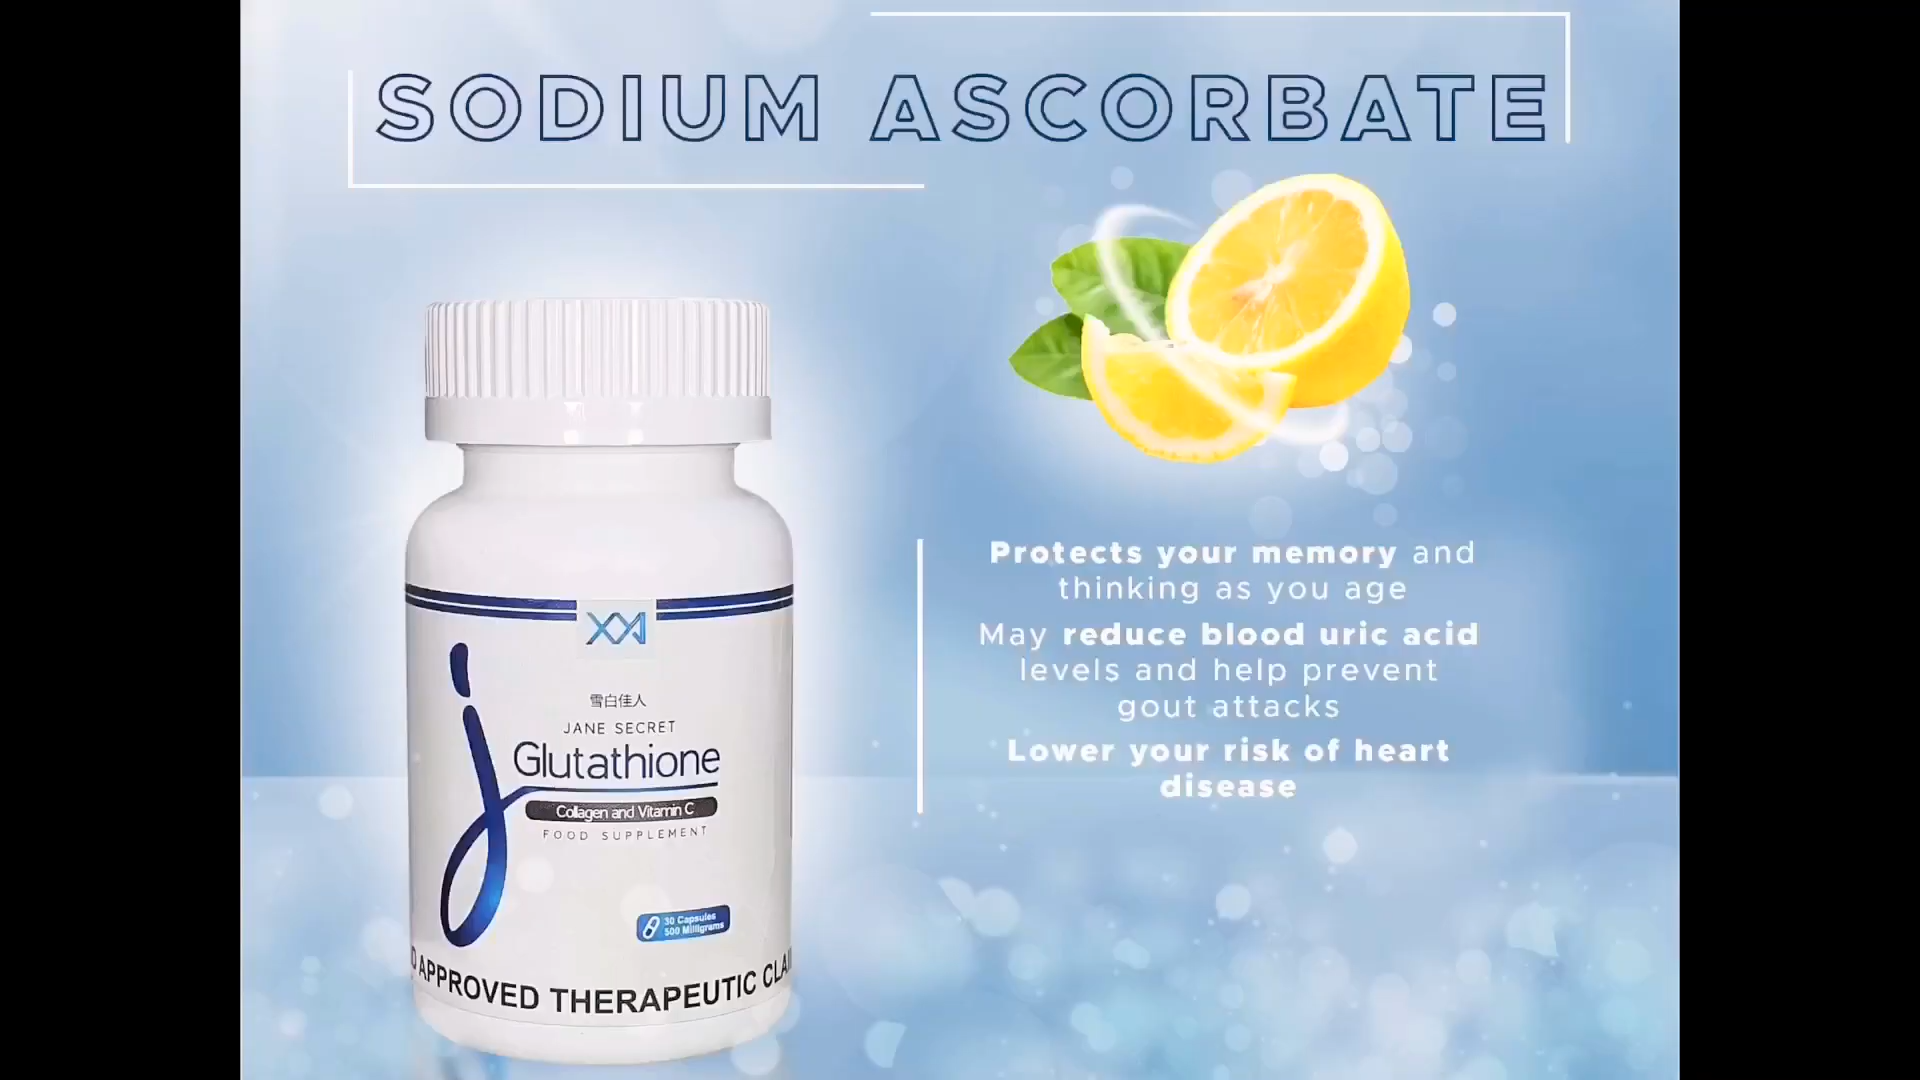 SODIUM ASCORBATE
Protects your memory and
thinking as you age
May reduce blood uric acid
levels and help prevent
gout attacks
Lower your risk of heart
disease
雪白佳人
JANE SECRET
Glutathione
Collagen and Vitamin C
FOOD SUPPLEMENT
30 Capsules
500 Milligrams
APPROVED THERAPEUTIC